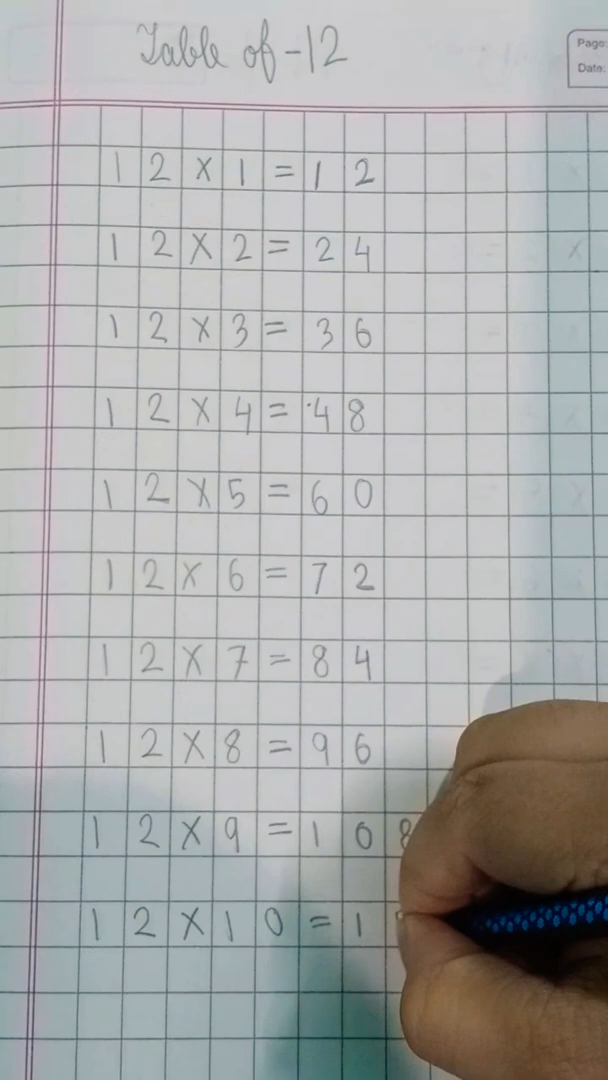 Table of -12
Page:
Date:
12 x 1 = 12
12 x 2 = 24
12 x 3 = 36
12 x 4 = 48
12 x 5 = 60
12 x 6 = 72
12 x 7 = 84
12 x 8 = 96
12 x 9 = 108
12 x 10 = 1